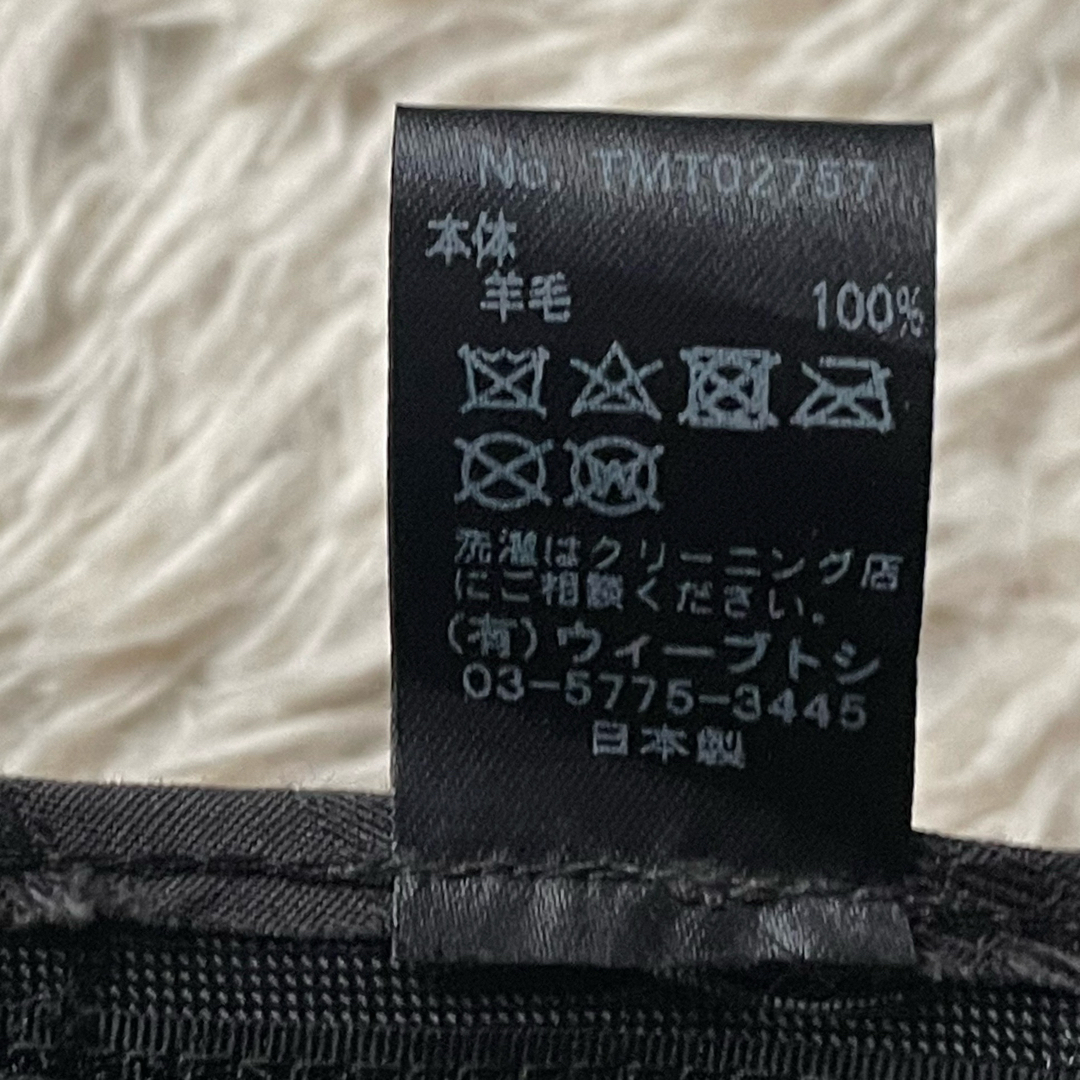 No. TMT02757
本体
羊毛 100%
W
洗濯はクリーニング店
にご相談ください。
(有)ウィーブトシ
03-5775-3445
日本製